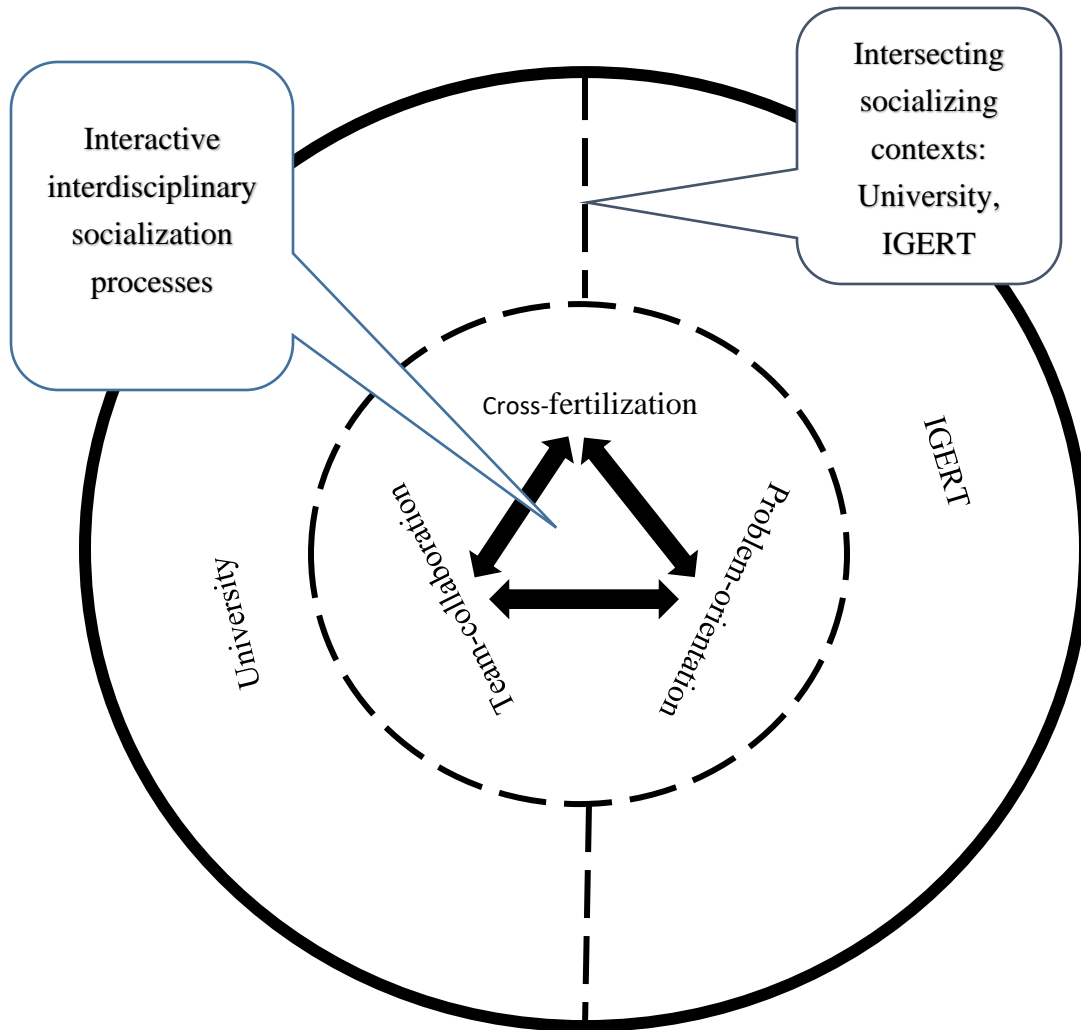 Interactive
interdisciplinary
socialization
processes
Intersecting
socializing
contexts:
University,
IGERT
Cross-fertilization
Team-collaboration
Problem-orientation
University
IGERT